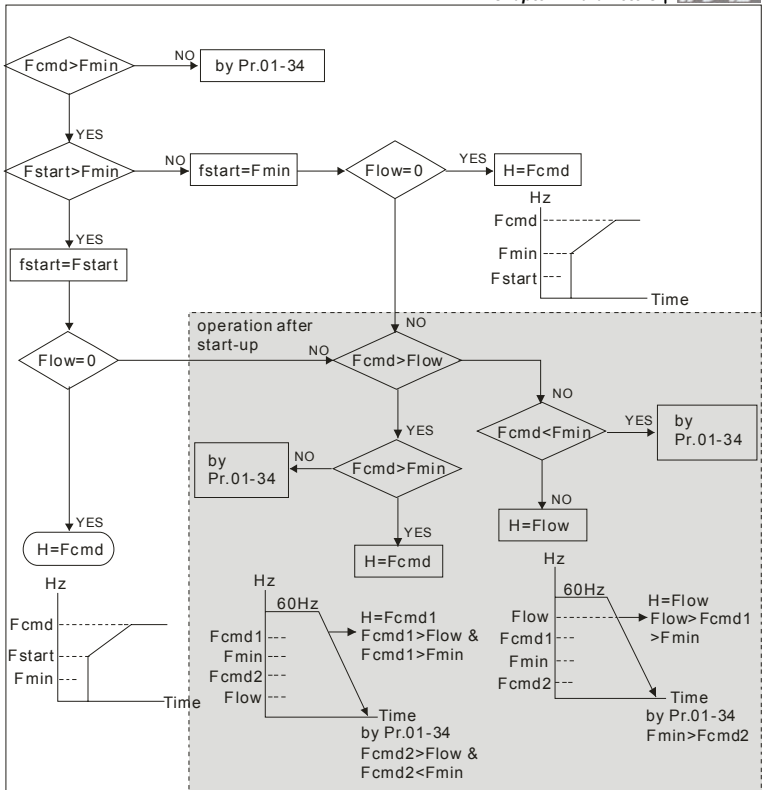 Fcmd>Fmin
NO
by Pr.01-34
YES
Fstart>Fmin
NO
fstart=Fmin
Flow=0
YES
H=Fcmd
Hz
Fcmd
Fmin
Fstart
Time
YES
fstart=Fstart
NO
operation after
start-up
Flow=0
NO
Fcmd>Flow
NO
YES
Fcmd<Fmin
YES
by
Pr.01-34
by
Pr.01-34
NO
Fcmd>Fmin
NO
H=Flow
YES
H=Fcmd
YES
H=Fcmd
Hz
Fcmd
Fstart
Fmin
Time
Hz
60Hz
H=Fcmd1
Fcmd1>Flow &
Fcmd1>Fmin
Fcmd1
Fmin
Fcmd2
Flow
Time
by Pr.01-34
Fcmd2>Flow &
Fcmd2<Fmin
Hz
60Hz
H=Flow
Flow>Fcmd1
>Fmin
Flow
Fcmd1
Fmin
Fcmd2
Time
by Pr.01-34
Fmin>Fcmd2